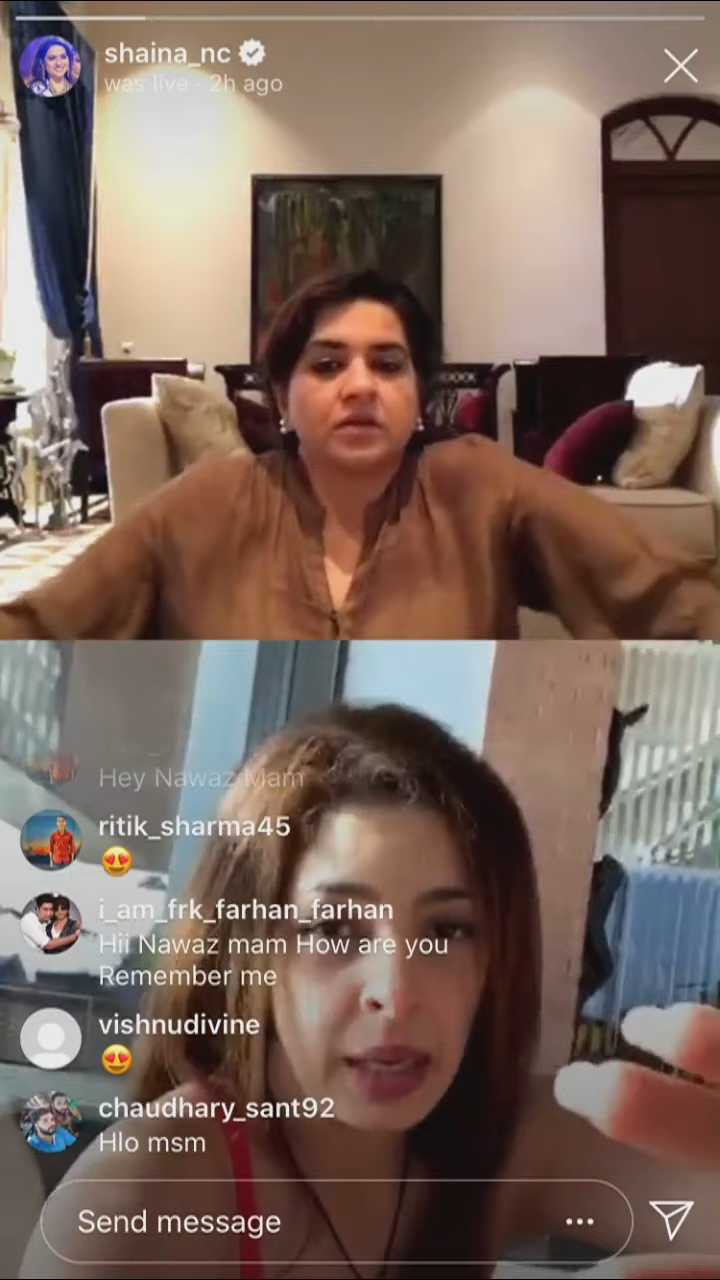 shaina_nc
was live · 2h ago
Hey Nawaz Mam
ritik_sharma45
😍
i_am_frk_farhan_farhan
Hii Nawaz mam How are you
Remember me
vishnudivine
😍
chaudhary_sant92
Hlo msm
Send message